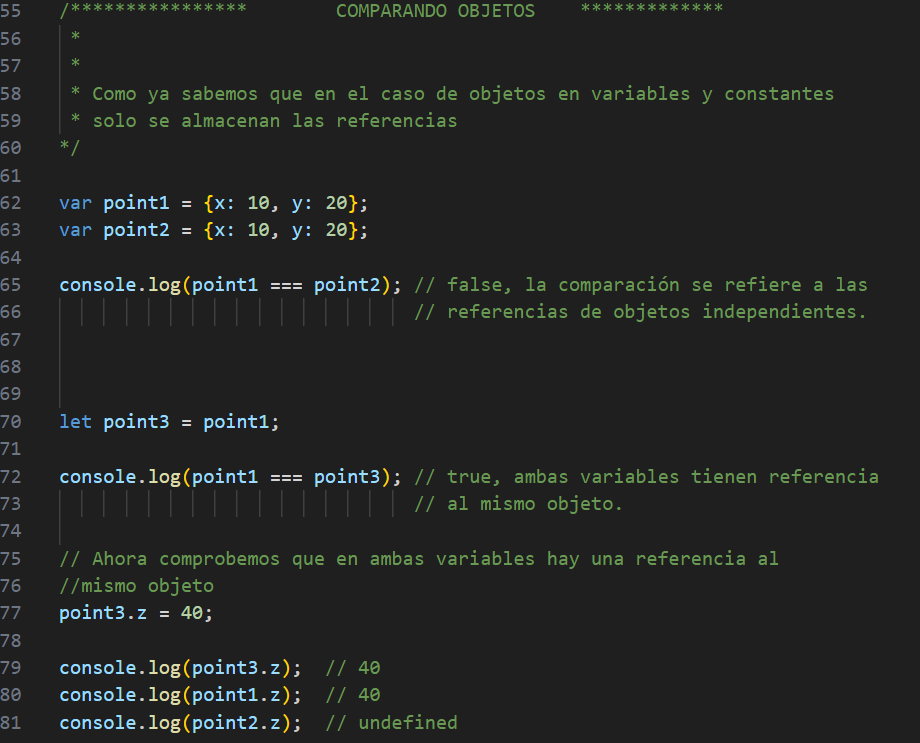 55 /**************** COMPARANDO OBJETOS *************
56 *
57 *
58 * Como ya sabemos que en el caso de objetos en variables y constantes
59 * solo se almacenan las referencias
60 */
61
62 var point1 = {x: 10, y: 20};
63 var point2 = {x: 10, y: 20};
64
65 console.log(point1 === point2); // false, la comparación se refiere a las
66 // referencias de objetos independientes.
67
68
69
70 let point3 = point1;
71
72 console.log(point1 === point3); // true, ambas variables tienen referencia
73 // al mismo objeto.
74
75 // Ahora comprobemos que en ambas variables hay una referencia al
76 //mismo objeto
77 point3.z = 40;
78
79 console.log(point3.z); // 40
80 console.log(point1.z); // 40
81 console.log(point2.z); // undefined